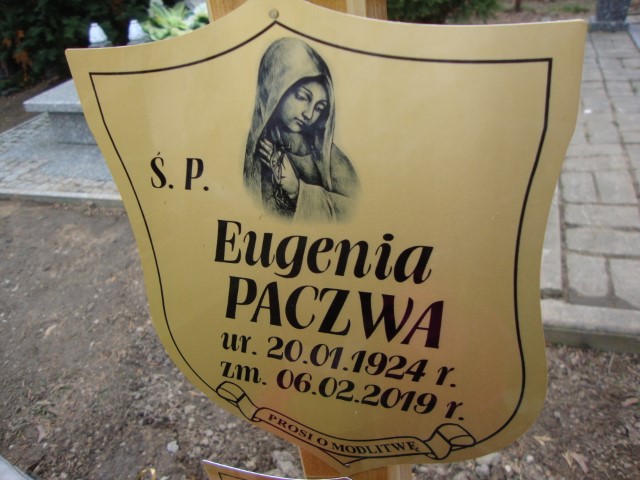 Ś. P.
Eugenia
PACZWA
ur. 20.01.1924 r.
zm. 06.02.2019 r.
PROSI O MODLITWĘ